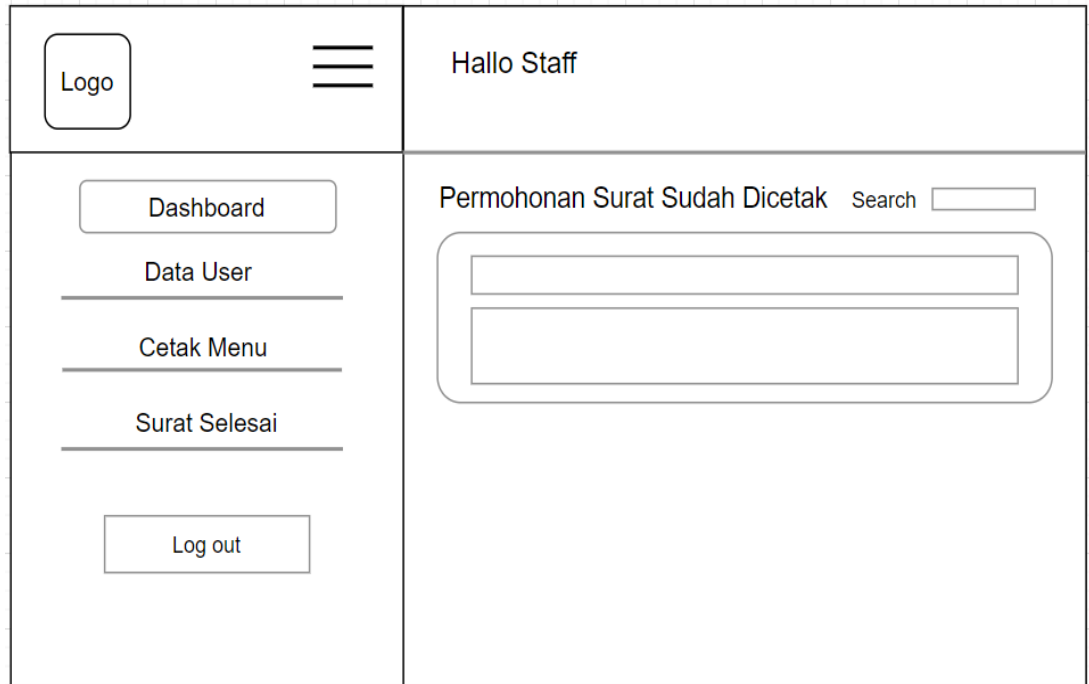 Logo
Hallo Staff
Dashboard
Data User
Cetak Menu
Surat Selesai
Log out
Permohonan Surat Sudah Dicetak Search